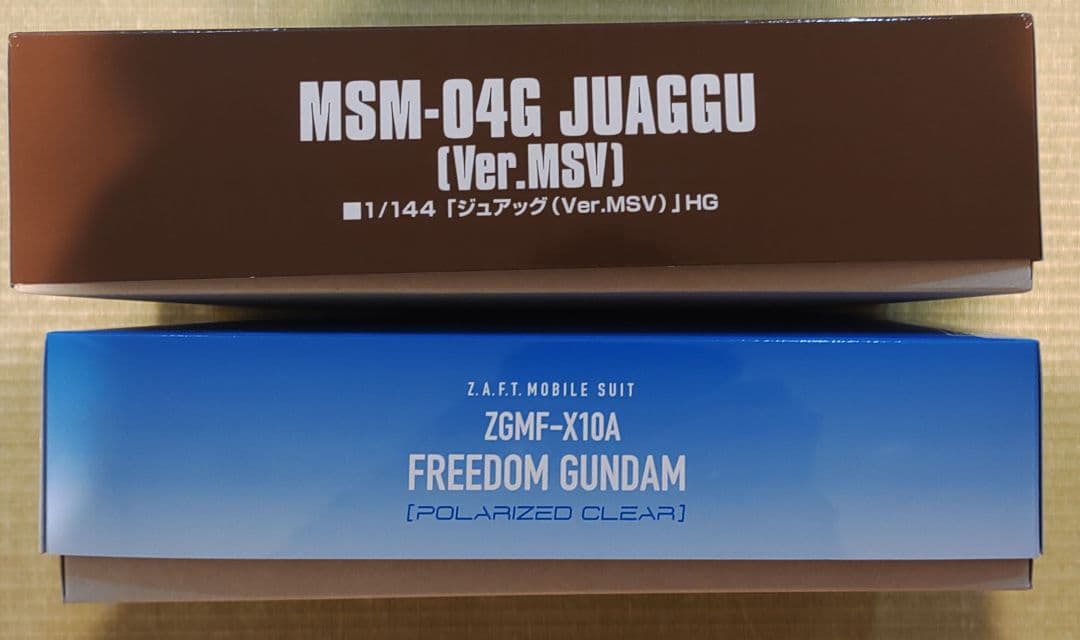 MSM-04G JUAGGU
(Ver.MSV)
■1/144「ジュアッグ(Ver.MSV)」HG
Z.A.F.T. MOBILE SUIT
ZGMF-X10A
FREEDOM GUNDAM
[POLARIZED CLEAR]